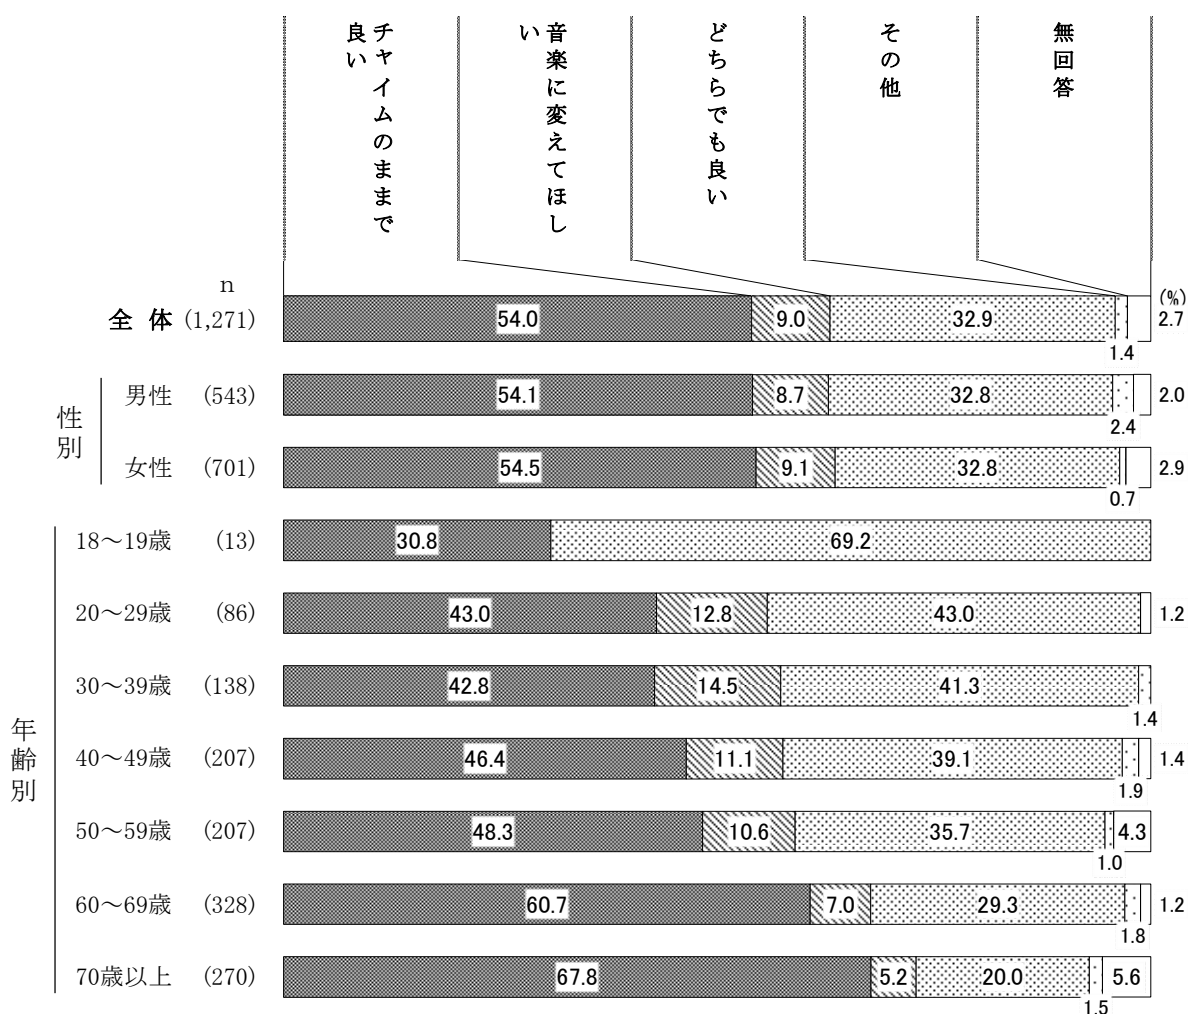 チャイムのままで
良い
音楽に変えてほし
い
どちらでも良い
その他
無回答
n
(%)
全 体 (1,271) 54.0 9.0 32.9 1.4 2.7
性別
男性 (543) 54.1 8.7 32.8 2.4 2.0
女性 (701) 54.5 9.1 32.8 0.7 2.9
年齢別
18～19歳 (13) 30.8 69.2
20～29歳 (86) 43.0 12.8 43.0 1.2
30～39歳 (138) 42.8 14.5 41.3 1.4
40～49歳 (207) 46.4 11.1 39.1 1.9 1.4
50～59歳 (207) 48.3 10.6 35.7 1.0 4.3
60～69歳 (328) 60.7 7.0 29.3 1.8 1.2
70歳以上 (270) 67.8 5.2 20.0 1.5 5.6